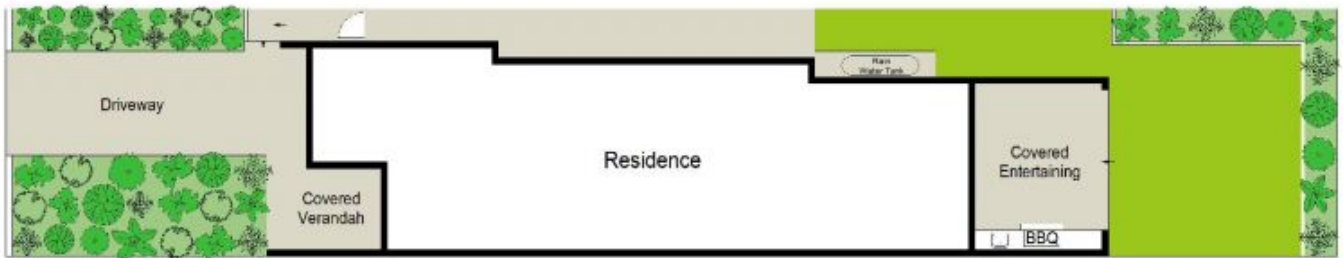 Rain
Water Tank
Driveway
Residence
Covered
Entertaining
Covered
Verandah
BBQ